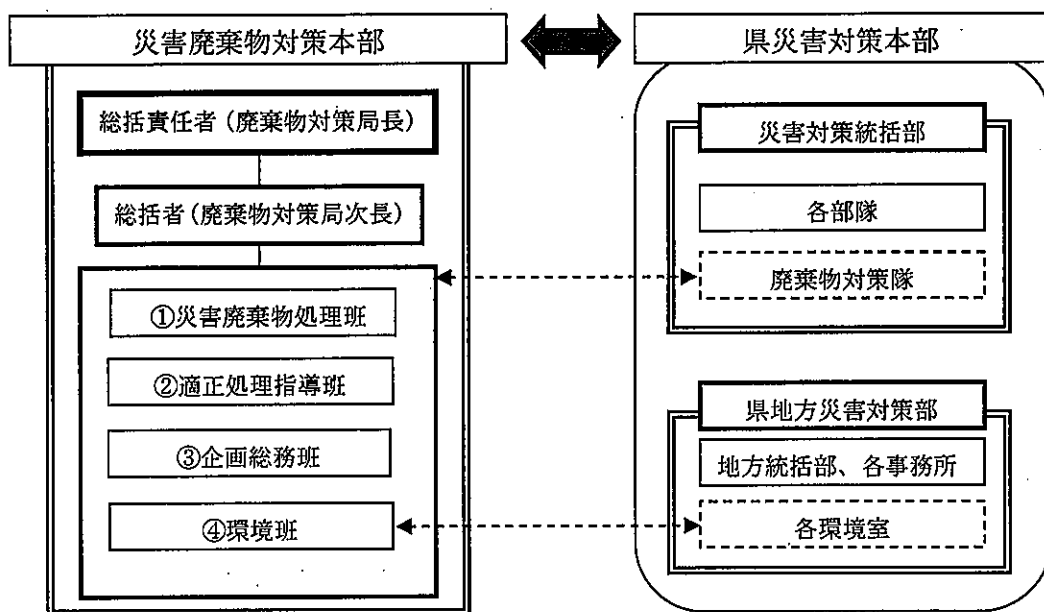 災害廃棄物対策本部
総括責任者（廃棄物対策局長）
総括者（廃棄物対策局次長）
①災害廃棄物処理班
②適正処理指導班
③企画総務班
④環境班
県災害対策本部
災害対策統括部
各部隊
廃棄物対策隊
県地方災害対策部
地方統括部、各事務所
各環境室